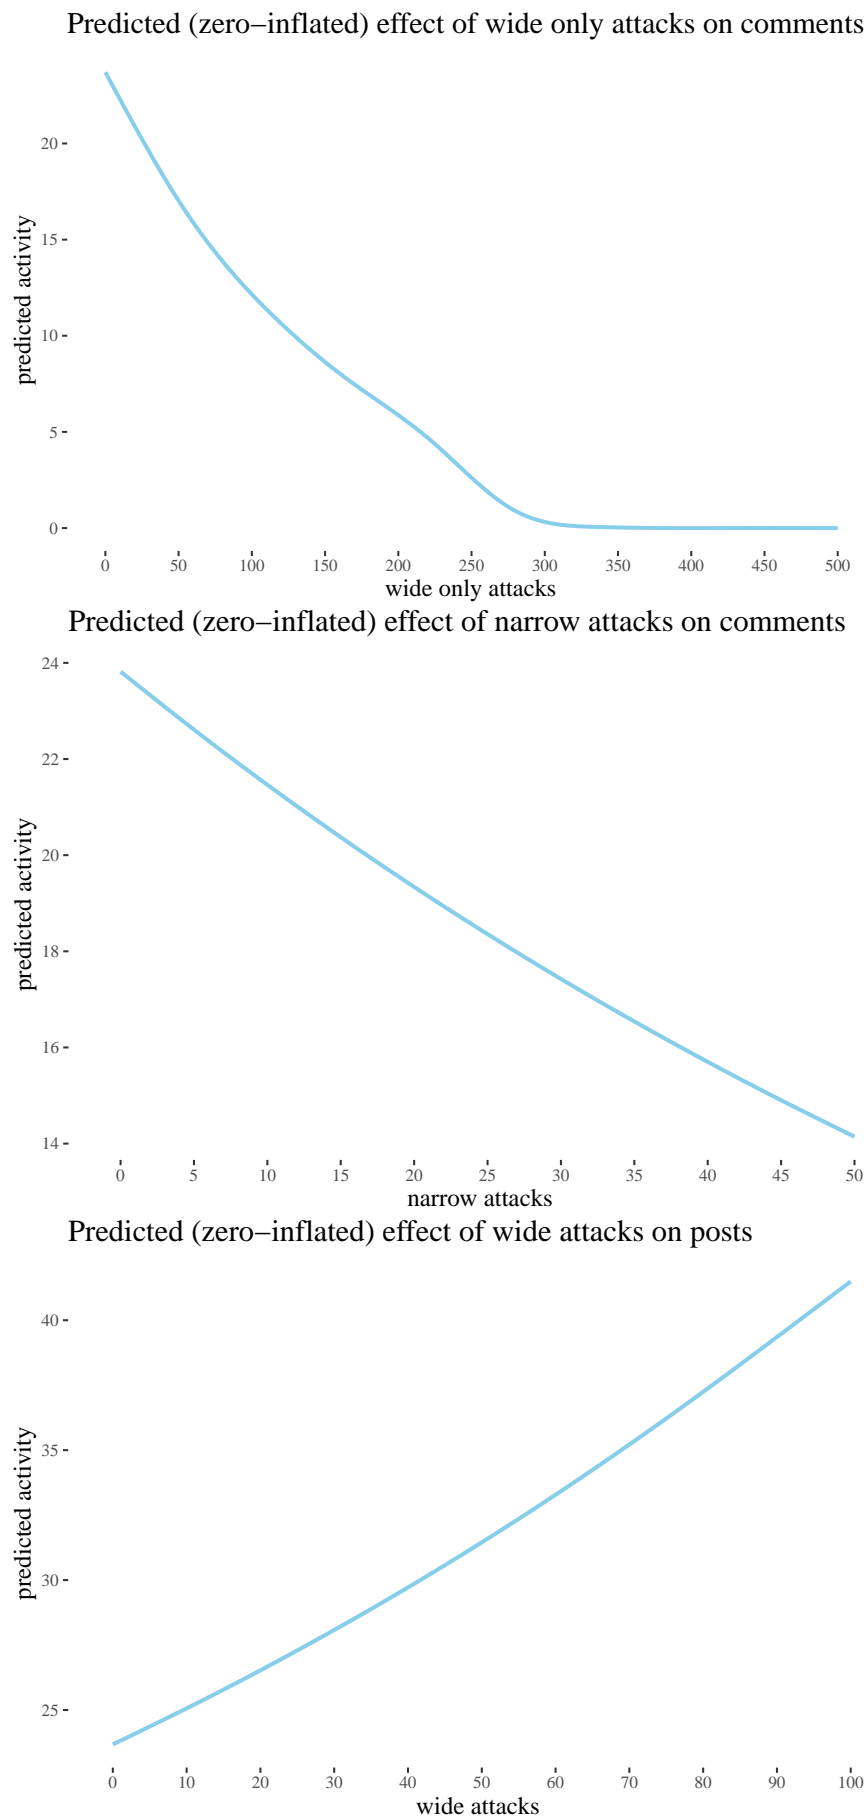 Predicted (zero−inflated) effect of wide only attacks on comments
20
15
10
5
0
predicted activity
0 50 100 150 200 250 300 350 400 450 500
wide only attacks
Predicted (zero−inflated) effect of narrow attacks on comments
24
22
20
18
16
14
predicted activity
0 5 10 15 20 25 30 35 40 45 50
narrow attacks
Predicted (zero−inflated) effect of wide attacks on posts
40
35
30
25
predicted activity
0 10 20 30 40 50 60 70 80 90 100
wide attacks